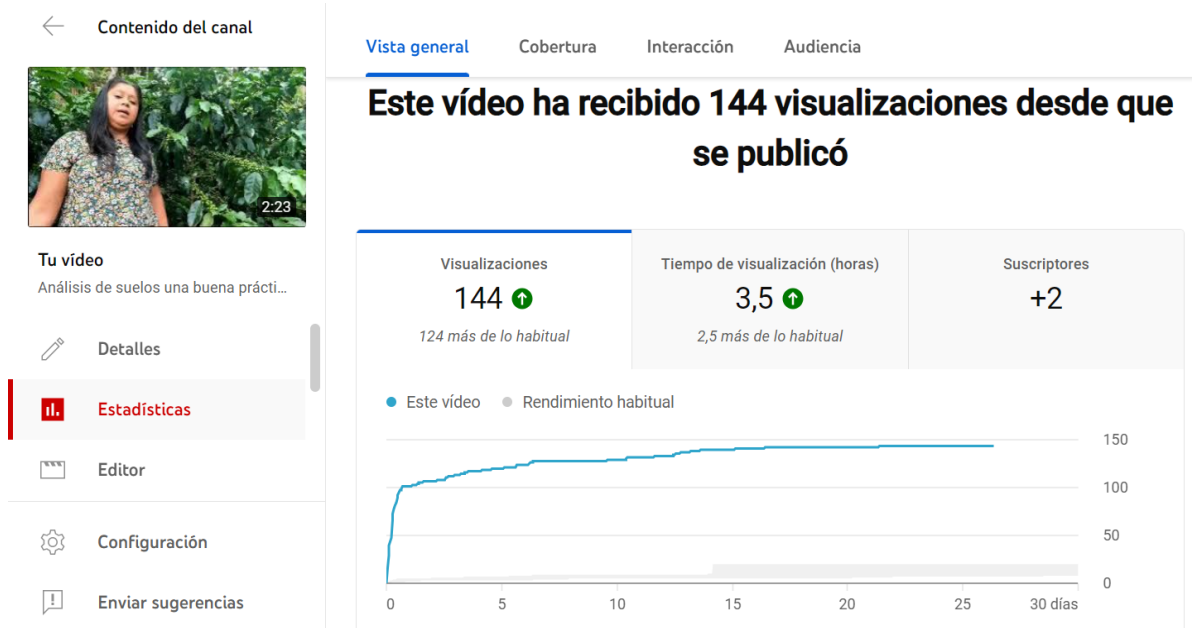 Contenido del canal
2:23
Tu vídeo
Análisis de suelos una buena prácti...
Detalles
Estadísticas
Editor
Configuración
Enviar sugerencias
Vista general Cobertura Interacción Audiencia
Este vídeo ha recibido 144 visualizaciones desde que
se publicó
Visualizaciones
144
124 más de lo habitual
Tiempo de visualización (horas)
3,5
2,5 más de lo habitual
Suscriptores
+2
Este vídeo Rendimiento habitual
150
100
50
0
0 5 10 15 20 25 30 días